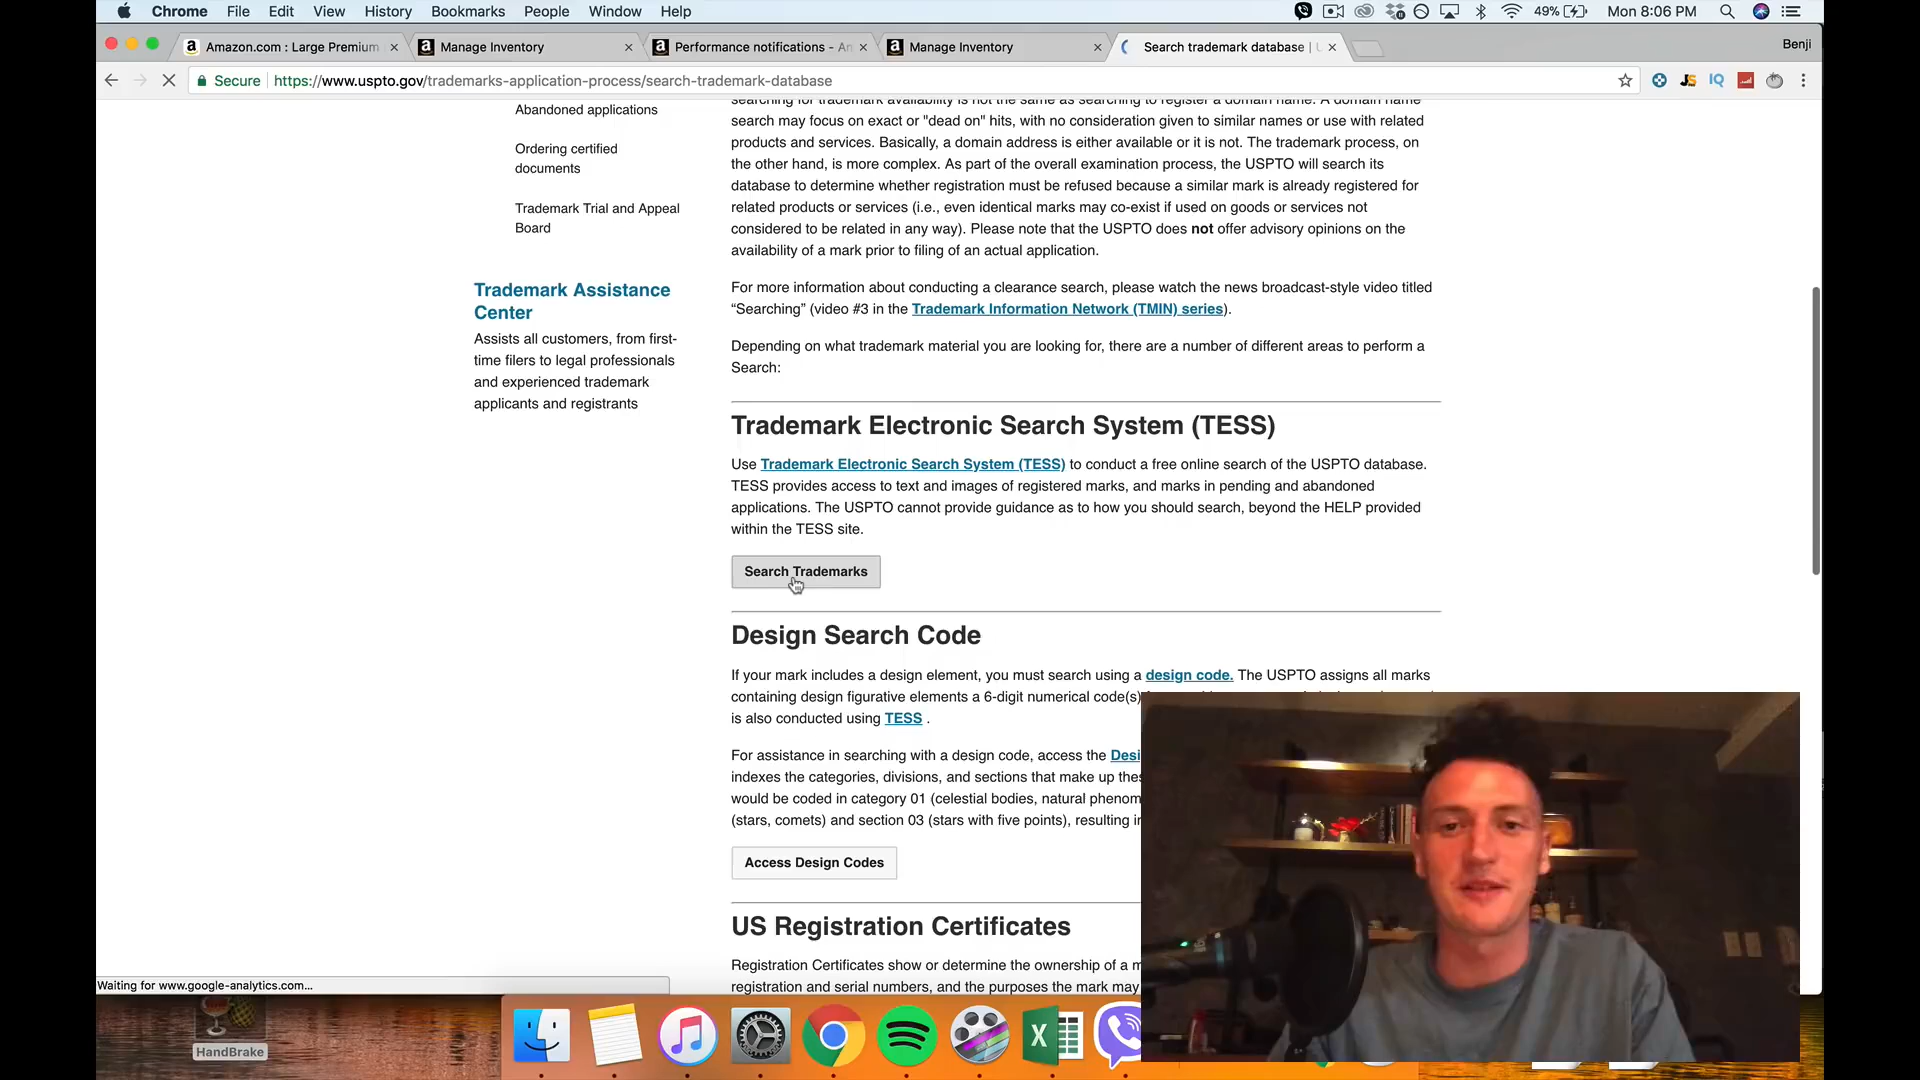 Chrome File Edit View History Bookmarks People Window Help 49% Mon 8:06 PM
Amazon.com : Large Premium
Manage Inventory
Performance notifications - An
Manage Inventory
Search trademark database |
Benji
Secure https://www.uspto.gov/trademarks-application-process/search-trademark-database
Abandoned applications
Ordering certified
documents
Trademark Trial and Appeal
Board
Trademark Assistance
Center
Assists all customers, from first-
time filers to legal professionals
and experienced trademark
applicants and registrants
searching for trademark availability is not the same as searching to register a domain name. A domain name
search may focus on exact or "dead on" hits, with no consideration given to similar names or use with related
products and services. Basically, a domain address is either available or it is not. The trademark process, on
the other hand, is more complex. As part of the overall examination process, the USPTO will search its
database to determine whether registration must be refused because a similar mark is already registered for
related products or services (i.e., even identical marks may co-exist if used on goods or services not
considered to be related in any way). Please note that the USPTO does not offer advisory opinions on the
availability of a mark prior to filing of an actual application.
For more information about conducting a clearance search, please watch the news broadcast-style video titled
“Searching” (video #3 in the Trademark Information Network (TMIN) series).
Depending on what trademark material you are looking for, there are a number of different areas to perform a
Search:
Trademark Electronic Search System (TESS)
Use Trademark Electronic Search System (TESS) to conduct a free online search of the USPTO database.
TESS provides access to text and images of registered marks, and marks in pending and abandoned
applications. The USPTO cannot provide guidance as to how you should search, beyond the HELP provided
within the TESS site.
Search Trademarks
Design Search Code
If your mark includes a design element, you must search using a design code. The USPTO assigns all marks
containing design figurative elements a 6-digit numerical code(s)
is also conducted using TESS .
For assistance in searching with a design code, access the Desi
indexes the categories, divisions, and sections that make up thes
would be coded in category 01 (celestial bodies, natural phenom
(stars, comets) and section 03 (stars with five points), resulting in
Access Design Codes
US Registration Certificates
Registration Certificates show or determine the ownership of a m
registration and serial numbers, and the purposes the mark may
Waiting for www.google-analytics.com...
HandBrake